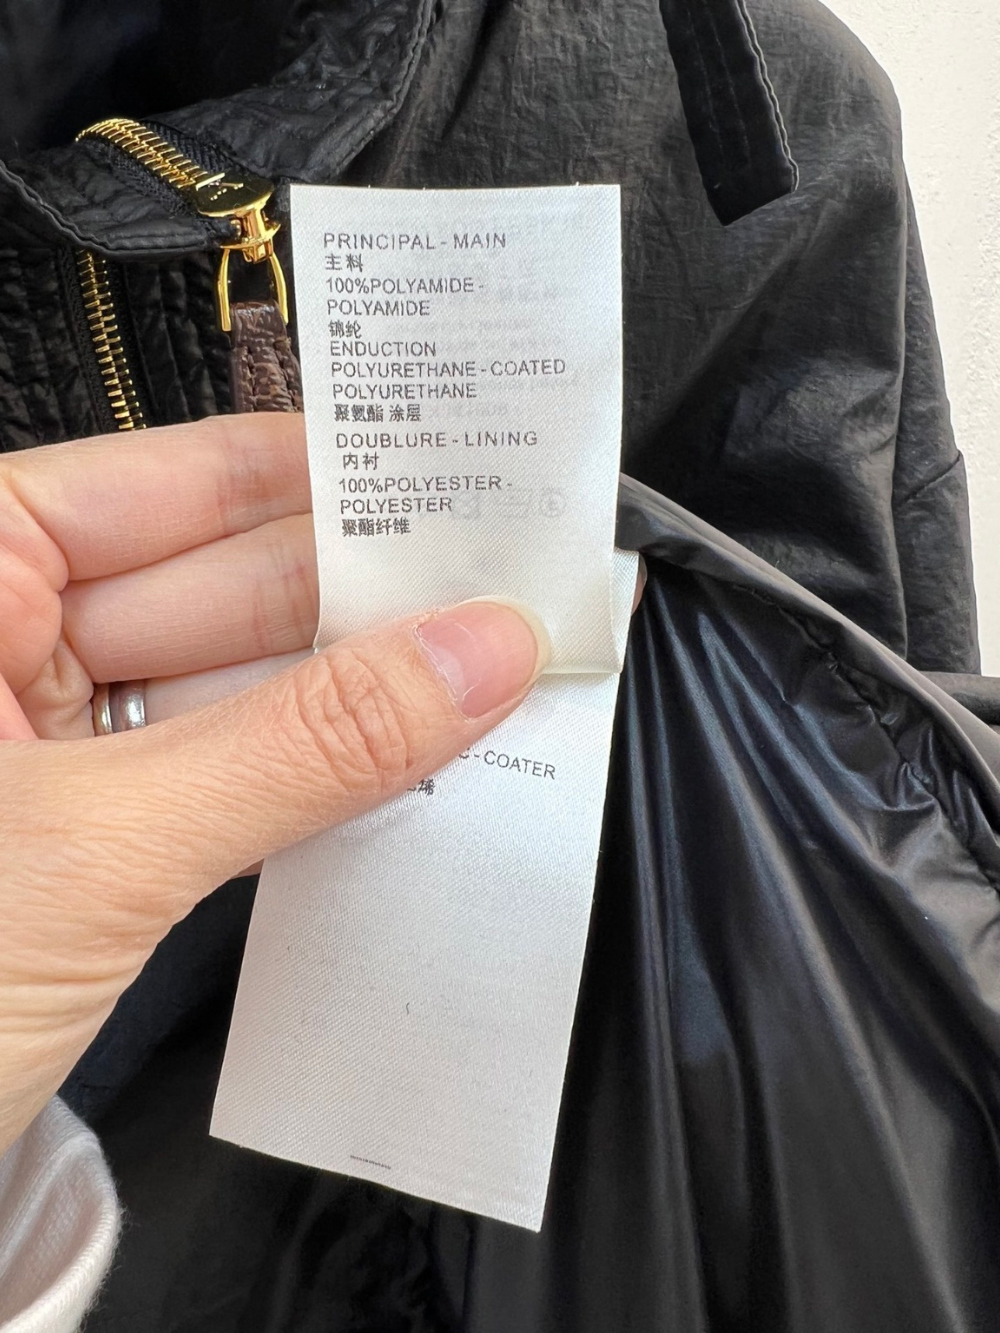 PRINCIPAL - MAIN
主料
100%POLYAMIDE -
POLYAMIDE
锦纶
ENDUCTION
POLYURETHANE - COATED
POLYURETHANE
聚氨酯 涂层
DOUBLURE - LINING
内衬
100%POLYESTER -
POLYESTER
聚酯纤维
- COATER